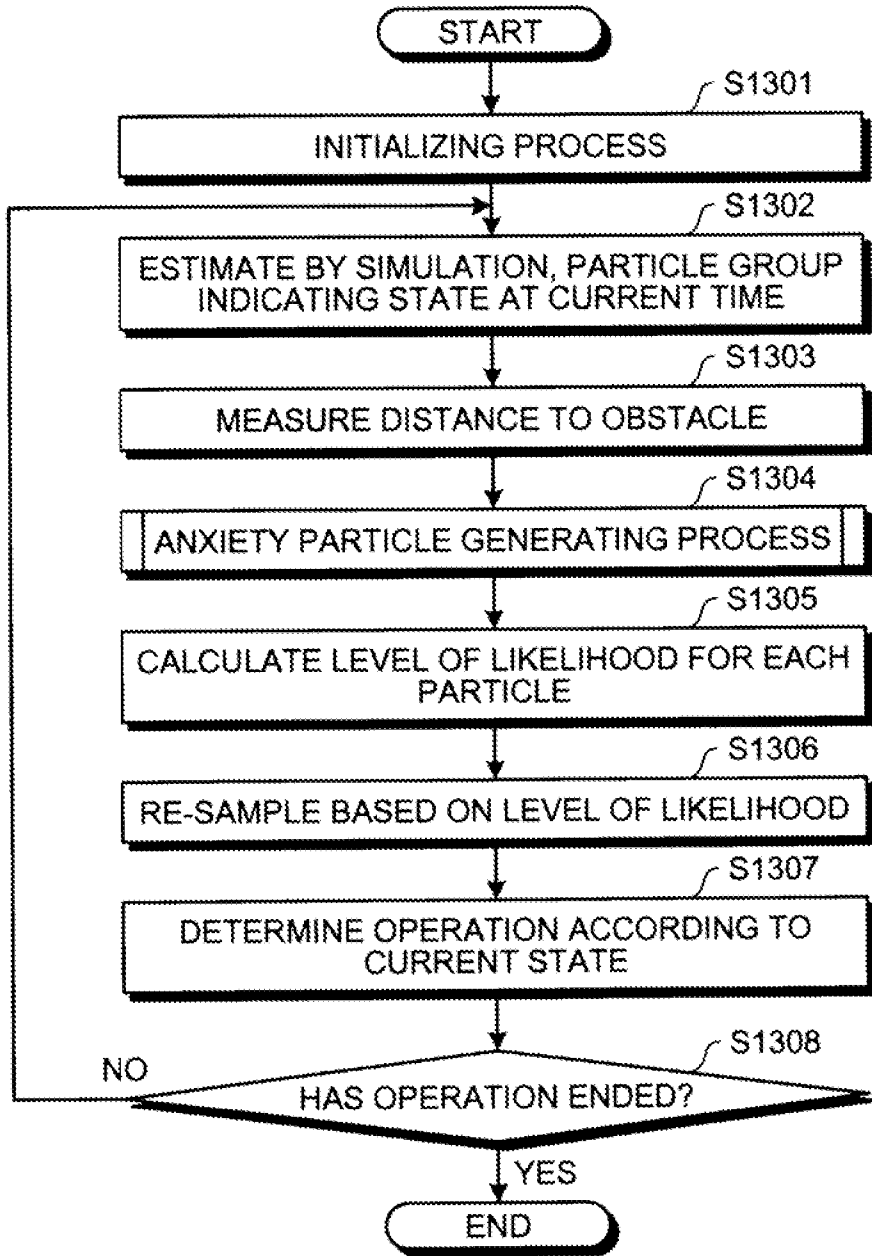 START
S1301
INITIALIZING PROCESS
S1302
ESTIMATE BY SIMULATION, PARTICLE GROUP
INDICATING STATE AT CURRENT TIME
S1303
MEASURE DISTANCE TO OBSTACLE
S1304
ANXIETY PARTICLE GENERATING PROCESS
S1305
CALCULATE LEVEL OF LIKELIHOOD FOR EACH
PARTICLE
S1306
RE-SAMPLE BASED ON LEVEL OF LIKELIHOOD
S1307
DETERMINE OPERATION ACCORDING TO
CURRENT STATE
S1308
NO
HAS OPERATION ENDED?
YES
END